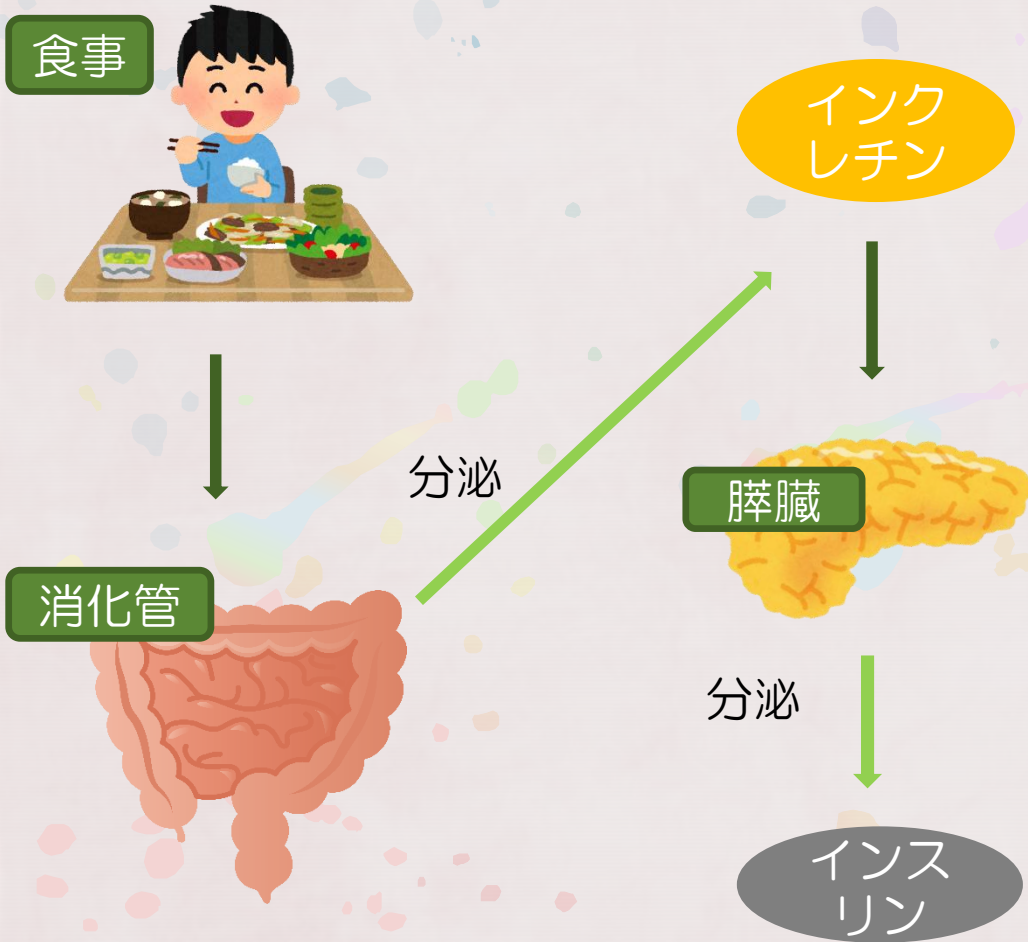 食事
インク
レチン
分泌
膵臓
消化管
分泌
インス
リン